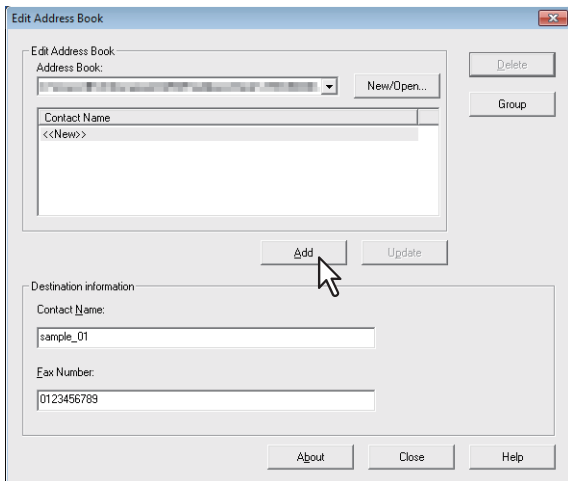 Edit Address Book
Edit Address Book
Address Book:
New/Open...
Delete
Group
Contact Name
<<New>>
Add
Update
Destination information
Contact Name:
sample_01
Fax Number:
0123456789
About
Close
Help